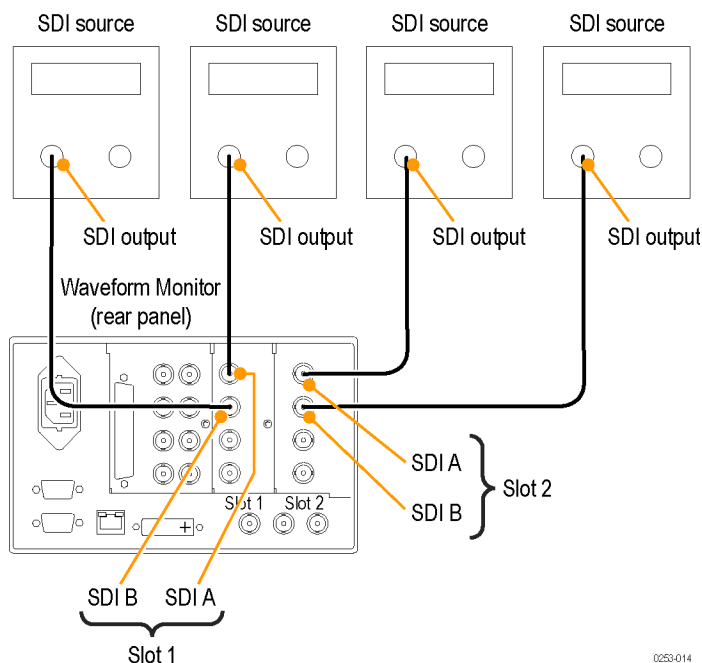 SDI source
SDI source
SDI source
SDI source
SDI output
SDI output
SDI output
SDI output
Waveform Monitor
(rear panel)
SDI A
SDI B
Slot 2
Slot 1
Slot 2
SDI B
SDI A
Slot 1
0253-014